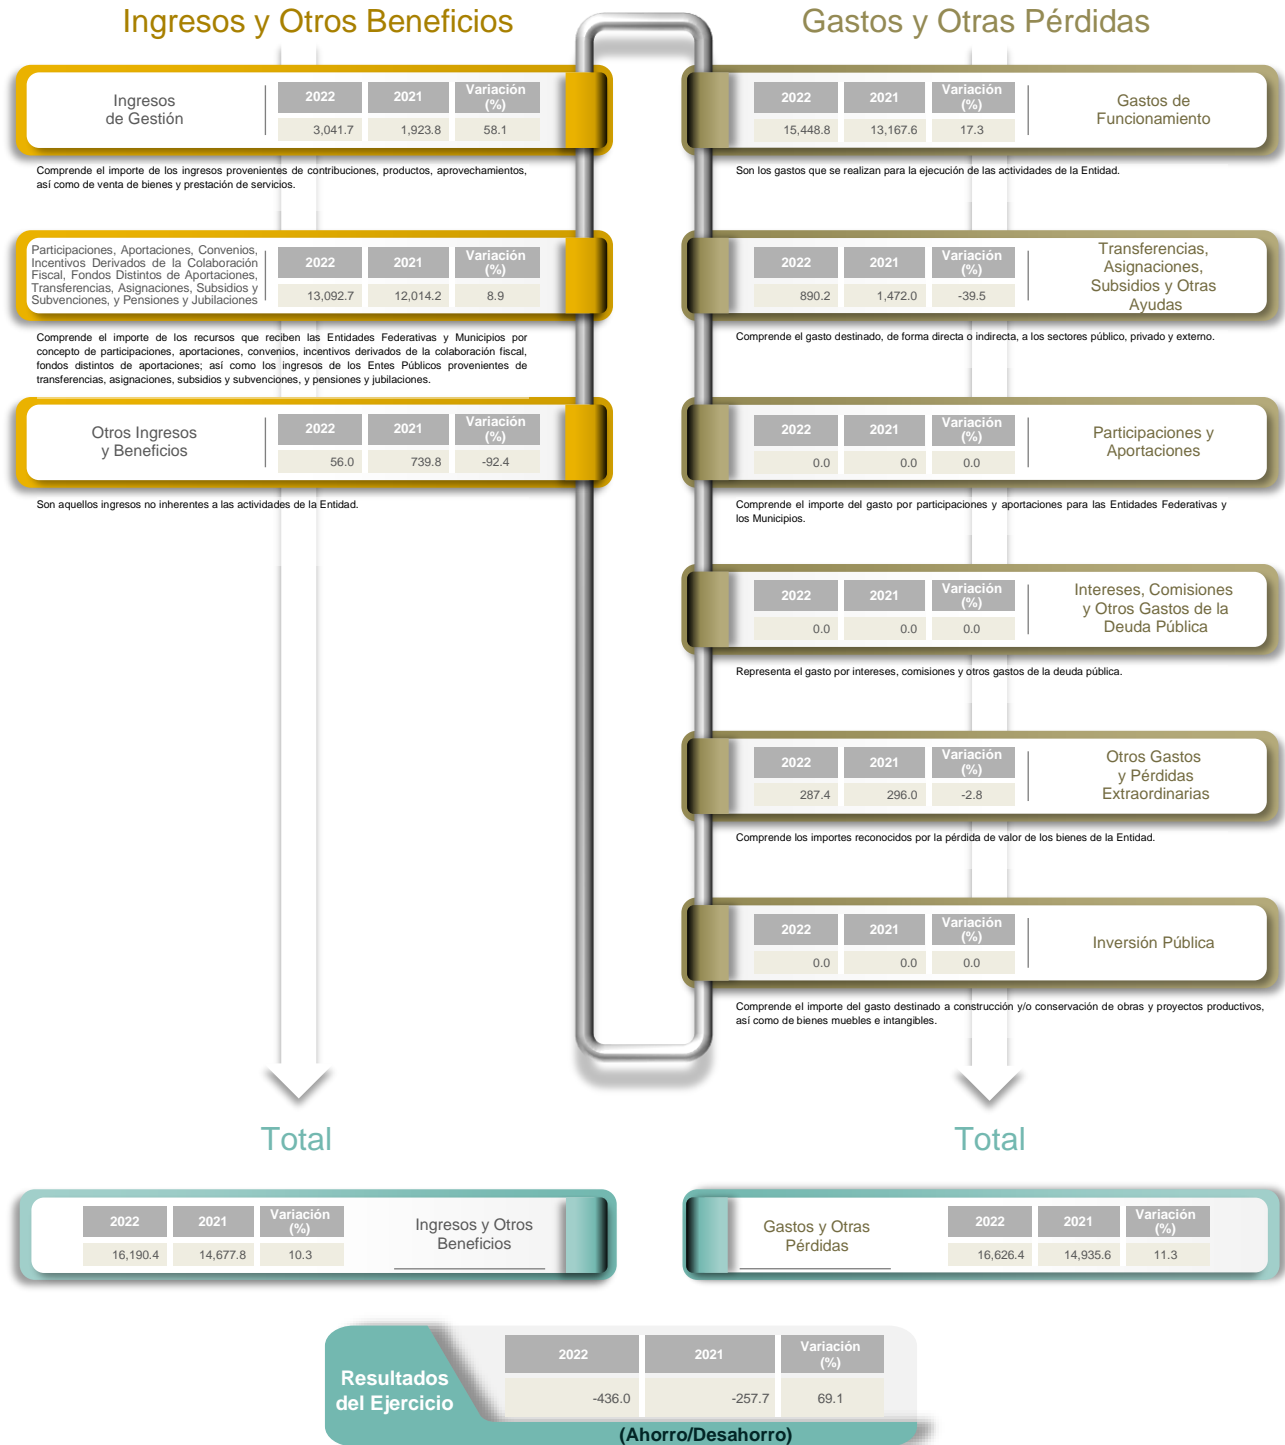 Ingresos y Otros Beneficios
Ingresos
de Gestión
2022 2021 Variación
(%)
3,041.7 1,923.8 58.1
Comprende el importe de los ingresos provenientes de contribuciones, productos, aprovechamientos,
así como de venta de bienes y prestación de servicios.
Participaciones, Aportaciones, Convenios,
Incentivos Derivados de la Colaboración
Fiscal, Fondos Distintos de Aportaciones,
Transferencias, Asignaciones, Subsidios y
Subvenciones, y Pensiones y Jubilaciones
2022 2021 Variación
(%)
13,092.7 12,014.2 8.9
Comprende el importe de los recursos que reciben las Entidades Federativas y Municipios por
concepto de participaciones, aportaciones, convenios, incentivos derivados de la colaboración fiscal,
fondos distintos de aportaciones; así como los ingresos de los Entes Públicos provenientes de
transferencias, asignaciones, subsidios y subvenciones, y pensiones y jubilaciones.
Otros Ingresos
y Beneficios
2022 2021 Variación
(%)
56.0 739.8 -92.4
Son aquellos ingresos no inherentes a las actividades de la Entidad.
Gastos y Otras Pérdidas
2022 2021 Variación
(%)
15,448.8 13,167.6 17.3
Gastos de
Funcionamiento
Son los gastos que se realizan para la ejecución de las actividades de la Entidad.
2022 2021 Variación
(%)
890.2 1,472.0 -39.5
Transferencias,
Asignaciones,
Subsidios y Otras
Ayudas
Comprende el gasto destinado, de forma directa o indirecta, a los sectores público, privado y externo.
2022 2021 Variación
(%)
0.0 0.0 0.0
Participaciones y
Aportaciones
Comprende el importe del gasto por participaciones y aportaciones para las Entidades Federativas y
los Municipios.
2022 2021 Variación
(%)
0.0 0.0 0.0
Intereses, Comisiones
y Otros Gastos de la
Deuda Pública
Representa el gasto por intereses, comisiones y otros gastos de la deuda pública.
2022 2021 Variación
(%)
287.4 296.0 -2.8
Otros Gastos
y Pérdidas
Extraordinarias
Comprende los importes reconocidos por la pérdida de valor de los bienes de la Entidad.
2022 2021 Variación
(%)
0.0 0.0 0.0
Inversión Pública
Comprende el importe del gasto destinado a construcción y/o conservación de obras y proyectos productivos,
así como de bienes muebles e intangibles.
Total
2022 2021 Variación
(%)
16,190.4 14,677.8 10.3
Ingresos y Otros
Beneficios
Total
Gastos y Otras
Pérdidas
2022 2021 Variación
(%)
16,626.4 14,935.6 11.3
Resultados
del Ejercicio
2022 2021 Variación
(%)
-436.0 -257.7 69.1
(Ahorro/Desahorro)